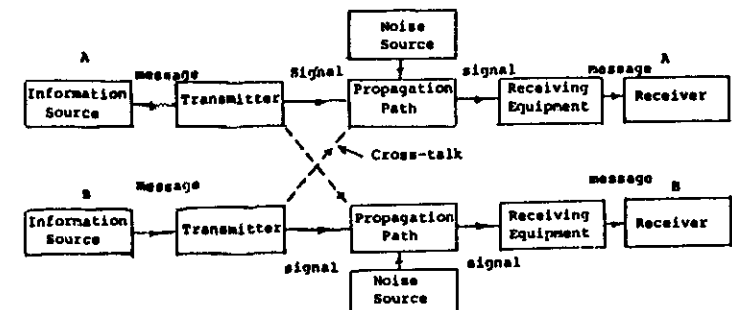 Noise
Source
A
message
Signal
signal
message
A
Information
Source
Transmitter
Propagation
Path
Receiving
Equipment
Receiver
Cross-talk
B
message
message
B
Information
Source
Transmitter
Propagation
Path
Receiving
Equipment
Receiver
signal
signal
Noise
Source